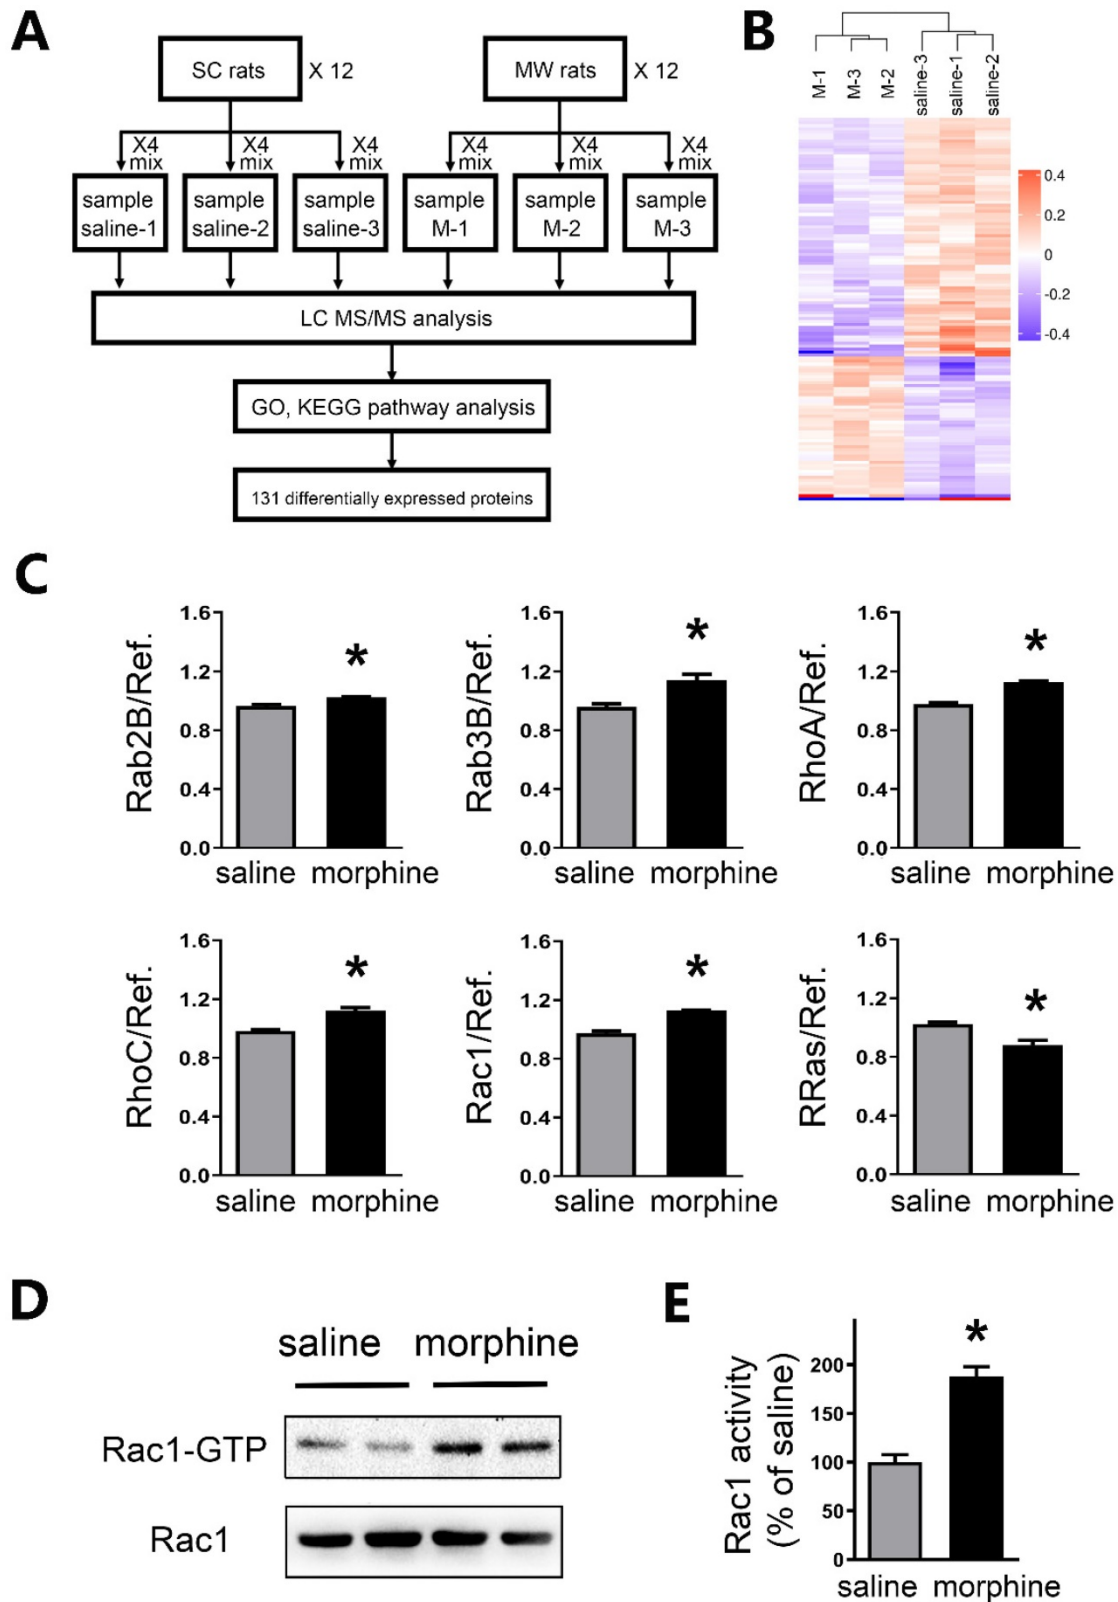 A
SC rats
X 12
MW rats
X 12
X4
mix
X4
mix
X4
mix
X4
mix
X4
mix
X4
mix
sample
saline-1
sample
saline-2
sample
saline-3
sample
M-1
sample
M-2
sample
M-3
LC MS/MS analysis
GO, KEGG pathway analysis
131 differentially expressed proteins
B
M-1
M-3
M-2
saline-3
saline-1
saline-2
0.4
0.2
0
-0.2
-0.4
C
Rab2B/Ref.
1.6
1.2
0.8
0.4
0.0
*
saline morphine
Rab3B/Ref.
1.6
1.2
0.8
0.4
0.0
*
saline morphine
RhoA/Ref.
1.6
1.2
0.8
0.4
0.0
*
saline morphine
RhoC/Ref.
1.6
1.2
0.8
0.4
0.0
*
saline morphine
Rac1/Ref.
1.6
1.2
0.8
0.4
0.0
*
saline morphine
RRas/Ref.
1.6
1.2
0.8
0.4
0.0
*
saline morphine
D
saline morphine
Rac1-GTP
Rac1
E
Rac1 activity
(% of saline)
200
150
100
50
0
*
saline morphine